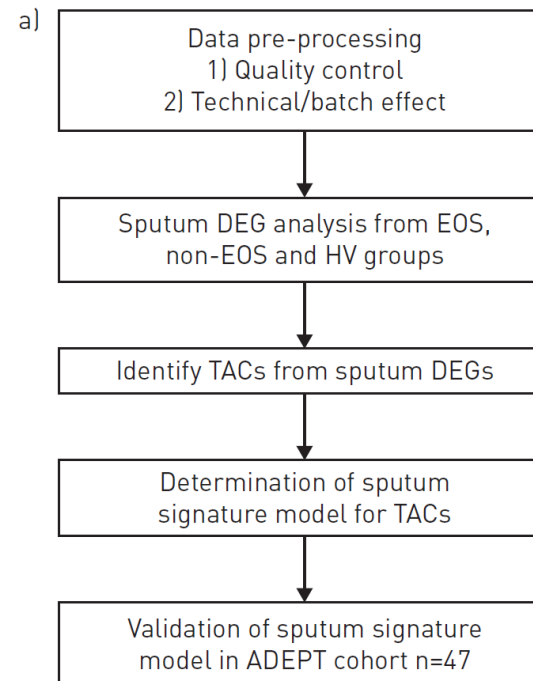 a)
Data pre-processing
1) Quality control
2) Technical/batch effect
Sputum DEG analysis from EOS,
non-EOS and HV groups
Identify TACs from sputum DEGs
Determination of sputum
signature model for TACs
Validation of sputum signature
model in ADEPT cohort n=47